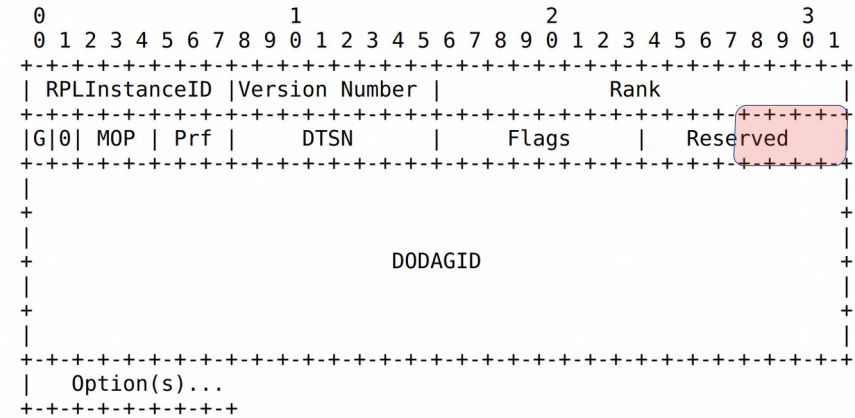 0                   1                   2                   3
 0 1 2 3 4 5 6 7 8 9 0 1 2 3 4 5 6 7 8 9 0 1 2 3 4 5 6 7 8 9 0 1
+-+-+-+-+-+-+-+-+-+-+-+-+-+-+-+-+-+-+-+-+-+-+-+-+-+-+-+-+-+-+-+-+
| RPLInstanceID |Version Number |             Rank              |
+-+-+-+-+-+-+-+-+-+-+-+-+-+-+-+-+-+-+-+-+-+-+-+-+-+-+-+-+-+-+-+-+
|G|0| MOP | Prf |     DTSN      |     Flags     |   Reserved    |
+-+-+-+-+-+-+-+-+-+-+-+-+-+-+-+-+-+-+-+-+-+-+-+-+-+-+-+-+-+-+-+-+
|                                                               |
+                                                               +
|                                                               |
+                            DODAGID                            +
|                                                               |
+                                                               +
|                                                               |
+-+-+-+-+-+-+-+-+-+-+-+-+-+-+-+-+-+-+-+-+-+-+-+-+-+-+-+-+-+-+-+-+
|   Option(s)...
+-+-+-+-+-+-+-+-+